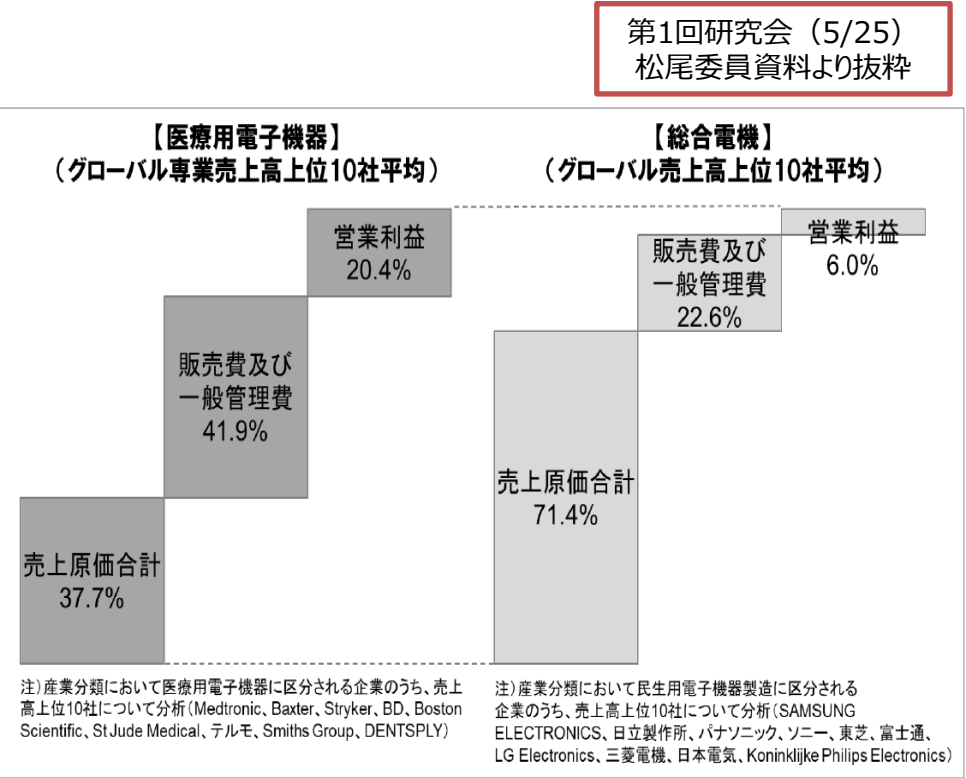 第1回研究会（5/25）
松尾委員資料より抜粋
【医療用電子機器】
（グローバル専業売上高上位10社平均）
営業利益
20.4%
販売費及び
一般管理費
41.9%
売上原価合計
37.7%
注）産業分類において医療用電子機器に区分される企業のうち、売上
高上位10社について分析（Medtronic、Baxter、Stryker、BD、Boston
Scientific、St Jude Medical、テルモ、Smiths Group、DENTSPLY）
【総合電機】
（グローバル売上高上位10社平均）
営業利益
6.0%
販売費及び
一般管理費
22.6%
売上原価合計
71.4%
注）産業分類において民生用電子機器製造に区分される
企業のうち、売上高上位10社について分析（SAMSUNG
ELECTRONICS、日立製作所、パナソニック、ソニー、東芝、富士通、
LG Electronics、三菱電機、日本電気、Koninklijke Philips Electronics）